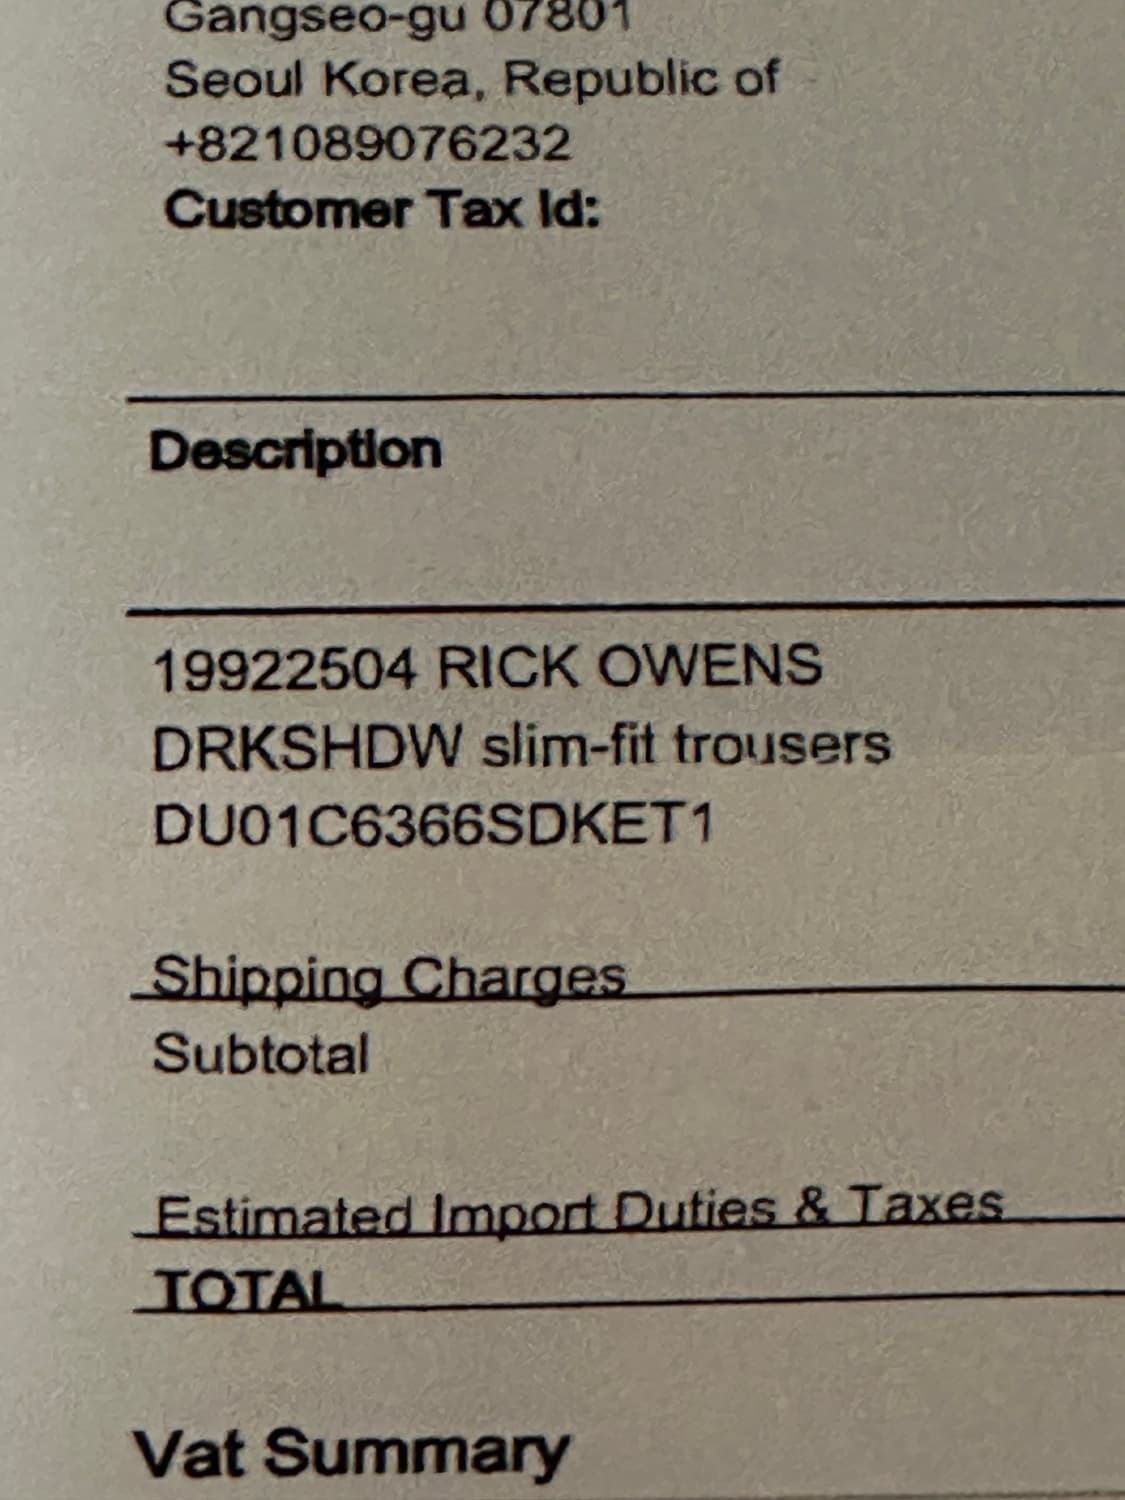 Gangseo-gu 07801
Seoul Korea, Republic of
+821089076232
Customer Tax Id:
Description
19922504 RICK OWENS
DRKSHDW slim-fit trousers
DU01C6366SDKET1
Shipping Charges
Subtotal
Estimated Import Duties & Taxes
TOTAL
Vat Summary